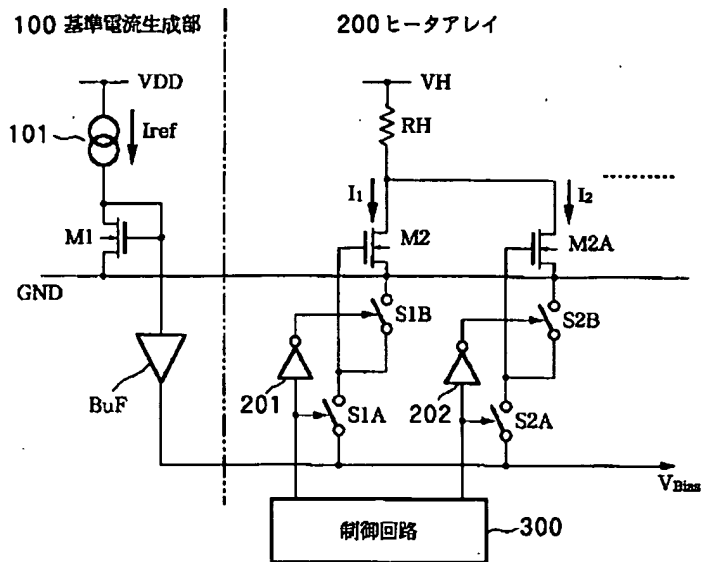 100 基準電流生成部
200 ヒータアレイ
VDD
VH
101
Iref
RH
I₁
I₂
M1
M2
M2A
GND
S1B
S2B
BuF
201
S1A
202
S2A
VBias
制御回路
300